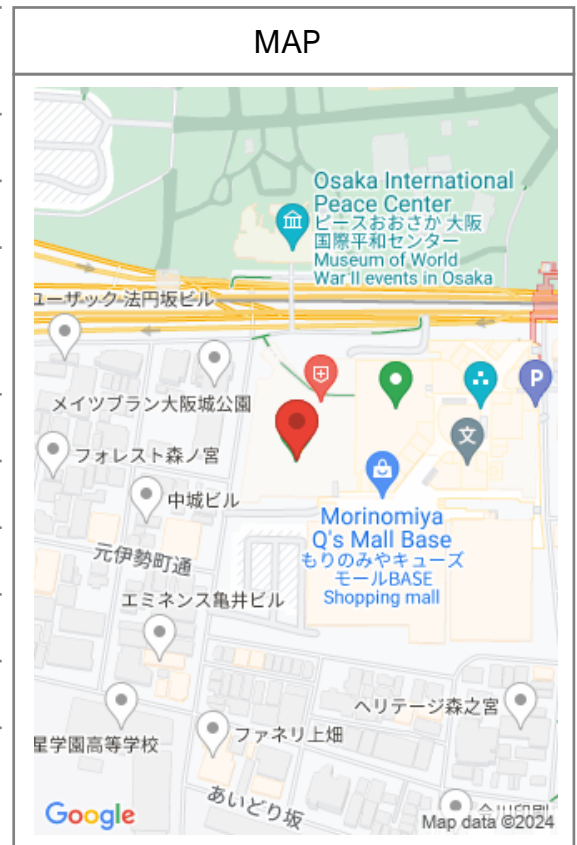 MAP
Osaka International
Peace Center
ピースおおさか 大阪
国際平和センター
Museum of World
War II events in Osaka
ユーザック・法円坂ビル
P
メイツブラン大阪城公園
文
フォレスト森ノ宮
中城ビル
Morinomiya
Q's Mall Base
もりのみやキューズ
モールBASE
Shopping mall
元伊勢町通
エミネンス亀井ビル
ヘリテージ森之宮
星学園高等学校
ファネリ上畑
あいどり坂
Google
Map data ©2024